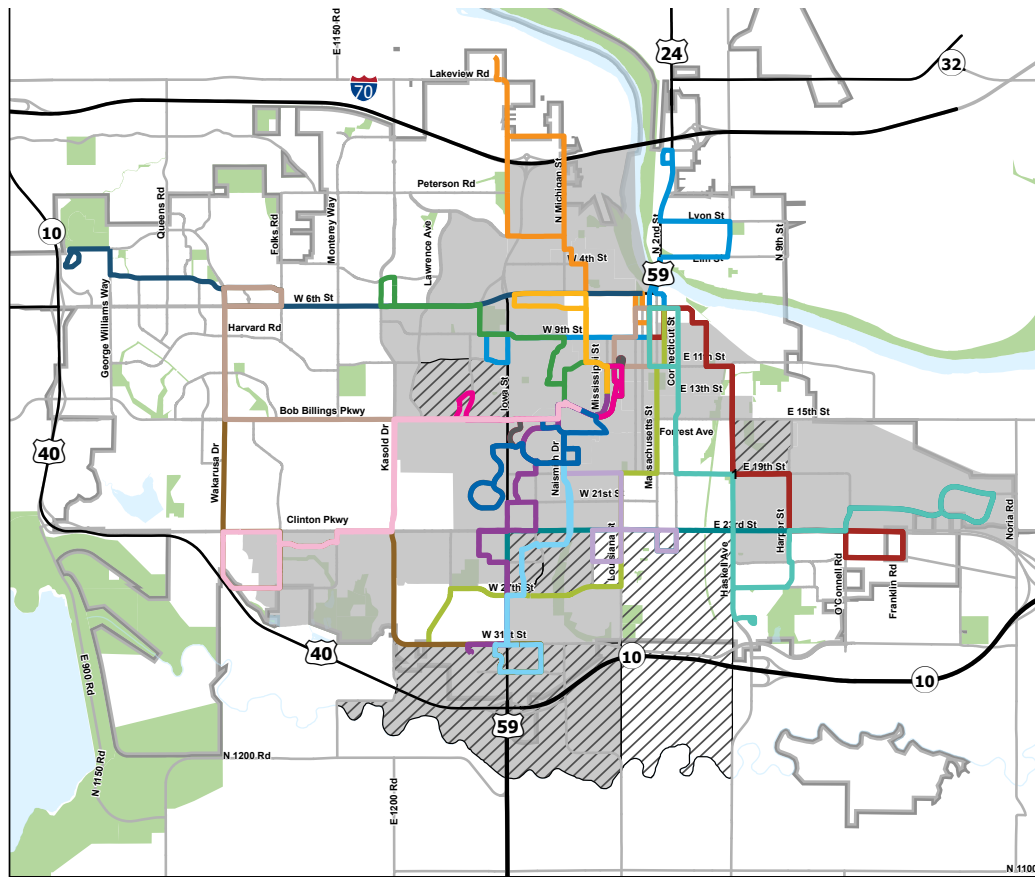 E 1150 Rd
24
32
Lakeview Rd
70
N Michigan St
Peterson Rd
Queens Rd
Folks Rd
Monterey Way
Lawrence Ave
Lyon St
N 2nd St
N 9th St
10
W 4th St
Elm St
59
George Williams Way
W 6th St
Harvard Rd
W 9th St
Connecticut St
E 11th St
Mississippi St
E 13th St
Iowa St
Bob Billings Pkwy
E 15th St
Kasold Dr
Massachusetts St
Forrest Ave
40
Wakarusa Dr
Naismith Dr
E 19th St
W 21st S
Clinton Pkwy
E 23rd St
Harper St
Noria Rd
Louisiana St
Haskell Ave
W 27th St
O'Connell Rd
Franklin Rd
W 31st St
40
10
10
E 900 Rd
59
N 1200 Rd
N 1150 Rd
E 1200 Rd
N 1100